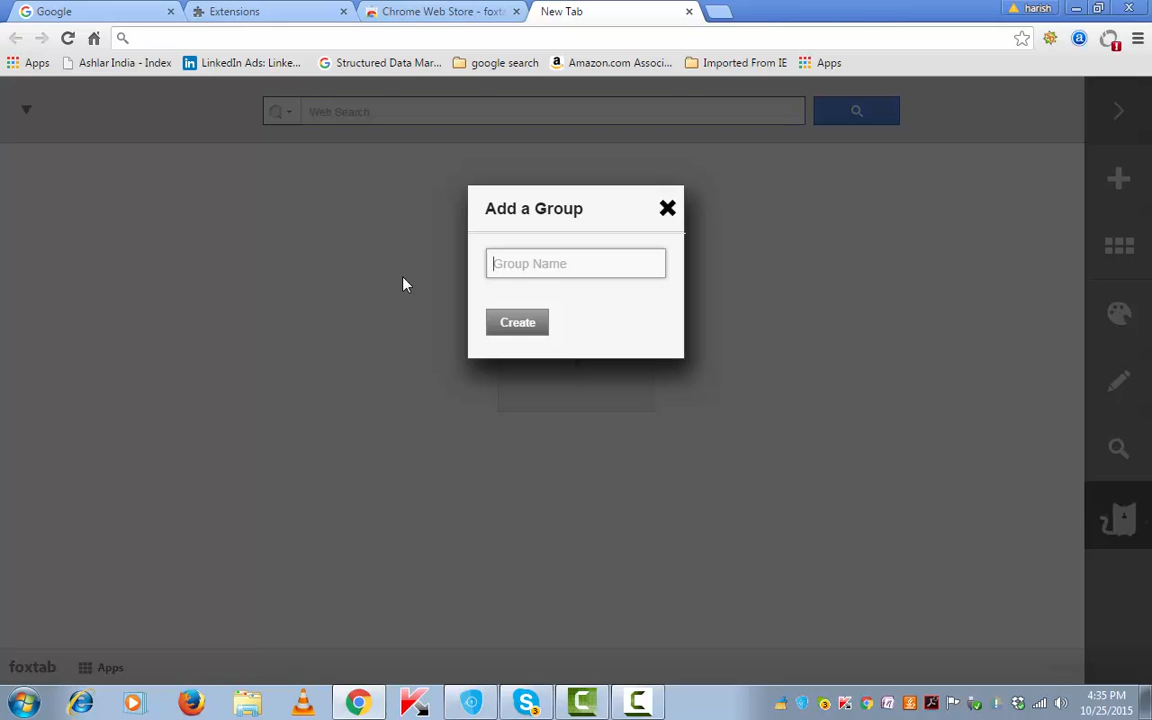 Google
Extensions
Chrome Web Store - foxta
New Tab
harish
Apps
Ashlar India - Index
LinkedIn Ads: Linke...
Structured Data Mar...
google search
Amazon.com Associ...
Imported From IE
Apps
Web Search
Add a Group
Group Name
Create
foxtab
Apps
4:35 PM
10/25/2015